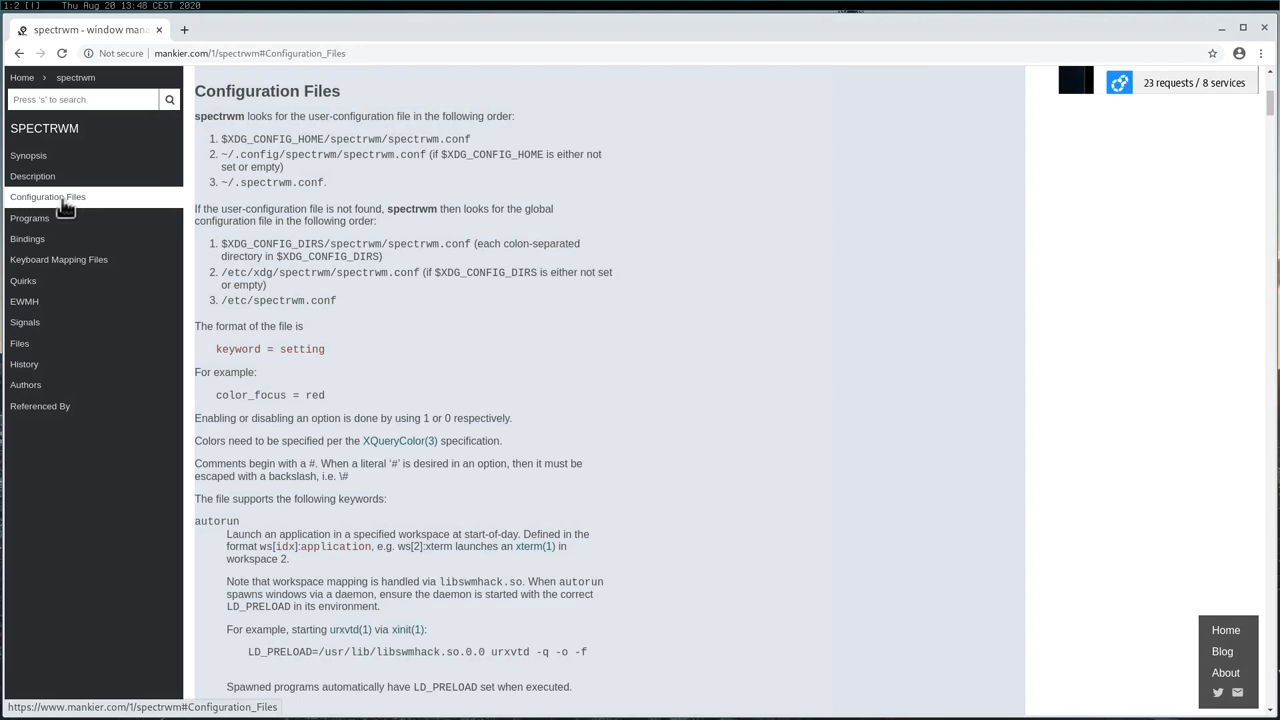 1:2 [|] Thu Aug 20 13:48 CEST 2020
spectrwm - window mana
Not secure mankier.com/1/spectrwm#Configuration_Files
Home › spectrwm
Press 's' to search
SPECTRWM
Synopsis
Description
Configuration Files
Programs
Bindings
Keyboard Mapping Files
Quirks
EWMH
Signals
Files
History
Authors
Referenced By
Configuration Files
spectrwm looks for the user-configuration file in the following order:
1. $XDG_CONFIG_HOME/spectrwm/spectrwm.conf
2. ~/.config/spectrwm/spectrwm.conf (if $XDG_CONFIG_HOME is either not
set or empty)
3. ~/.spectrwm.conf.
If the user-configuration file is not found, spectrwm then looks for the global
configuration file in the following order:
1. $XDG_CONFIG_DIRS/spectrwm/spectrwm.conf (each colon-separated
directory in $XDG_CONFIG_DIRS)
2. /etc/xdg/spectrwm/spectrwm.conf (if $XDG_CONFIG_DIRS is either not set
or empty)
3. /etc/spectrwm.conf
The format of the file is
keyword = setting
For example:
color_focus = red
Enabling or disabling an option is done by using 1 or 0 respectively.
Colors need to be specified per the XQueryColor(3) specification.
Comments begin with a #. When a literal ‘#’ is desired in an option, then it must be
escaped with a backslash, i.e. \#
The file supports the following keywords:
autorun
Launch an application in a specified workspace at start-of-day. Defined in the
format ws[idx]:application, e.g. ws[2]:xterm launches an xterm(1) in
workspace 2.
Note that workspace mapping is handled via libswmhack.so. When autorun
spawns windows via a daemon, ensure the daemon is started with the correct
LD_PRELOAD in its environment.
For example, starting urxvtd(1) via xinit(1):
LD_PRELOAD=/usr/lib/libswmhack.so.0.0 urxvtd -q -o -f
Spawned programs automatically have LD_PRELOAD set when executed.
23 requests / 8 services
Home
Blog
About
https://www.mankier.com/1/spectrwm#Configuration_Files